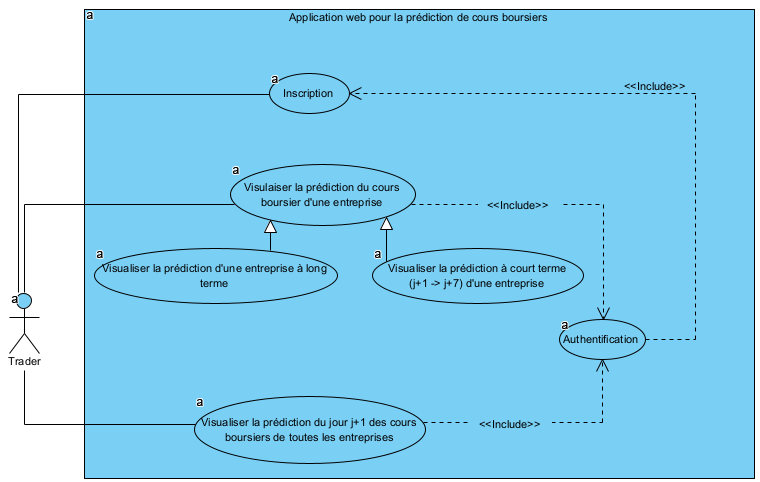 a
Application web pour la prédiction de cours boursiers
<<Include>>
a
Inscription
a
Visulaiser la prédiction du cours
boursier d'une entreprise
<<Include>>
a
Visualiser la prédiction d'une entreprise à long
terme
a
Visualiser la prédiction à court terme
(j+1 -> j+7) d'une entreprise
a
Trader
a
Authentification
a
Visualiser la prédiction du jour j+1 des cours
boursiers de toutes les entreprises
<<Include>>